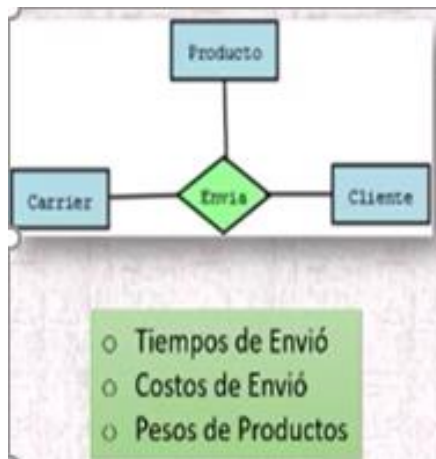 Producto
Carrier
Envia
Cliente
o Tiempos de Envió
o Costos de Envió
o Pesos de Productos